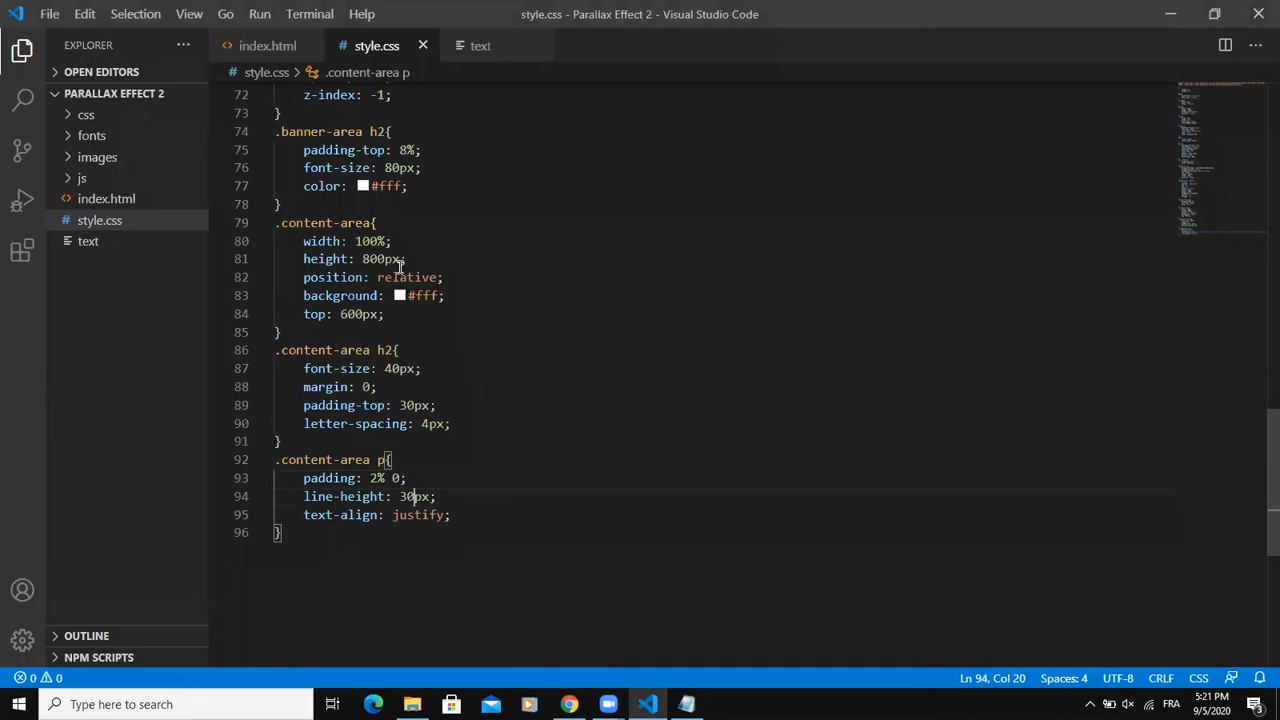 File Edit Selection View Go Run Terminal Help
style.css - Parallax Effect 2 - Visual Studio Code
EXPLORER
index.html
style.css
text
OPEN EDITORS
style.css > .content-area p
PARALLAX EFFECT 2
css
fonts
images
js
index.html
style.css
text
72 z-index: -1;
73 }
74 .banner-area h2{
75 padding-top: 8%;
76 font-size: 80px;
77 color: #fff;
78 }
79 .content-area{
80 width: 100%;
81 height: 800px;
82 position: relative;
83 background: #fff;
84 top: 600px;
85 }
86 .content-area h2{
87 font-size: 40px;
88 margin: 0;
89 padding-top: 30px;
90 letter-spacing: 4px;
91 }
92 .content-area p{
93 padding: 2% 0;
94 line-height: 30px;
95 text-align: justify;
96 }
OUTLINE
NPM SCRIPTS
0 0
Ln 94, Col 20 Spaces: 4 UTF-8 CRLF CSS
Type here to search
FRA
5:21 PM
9/5/2020
3